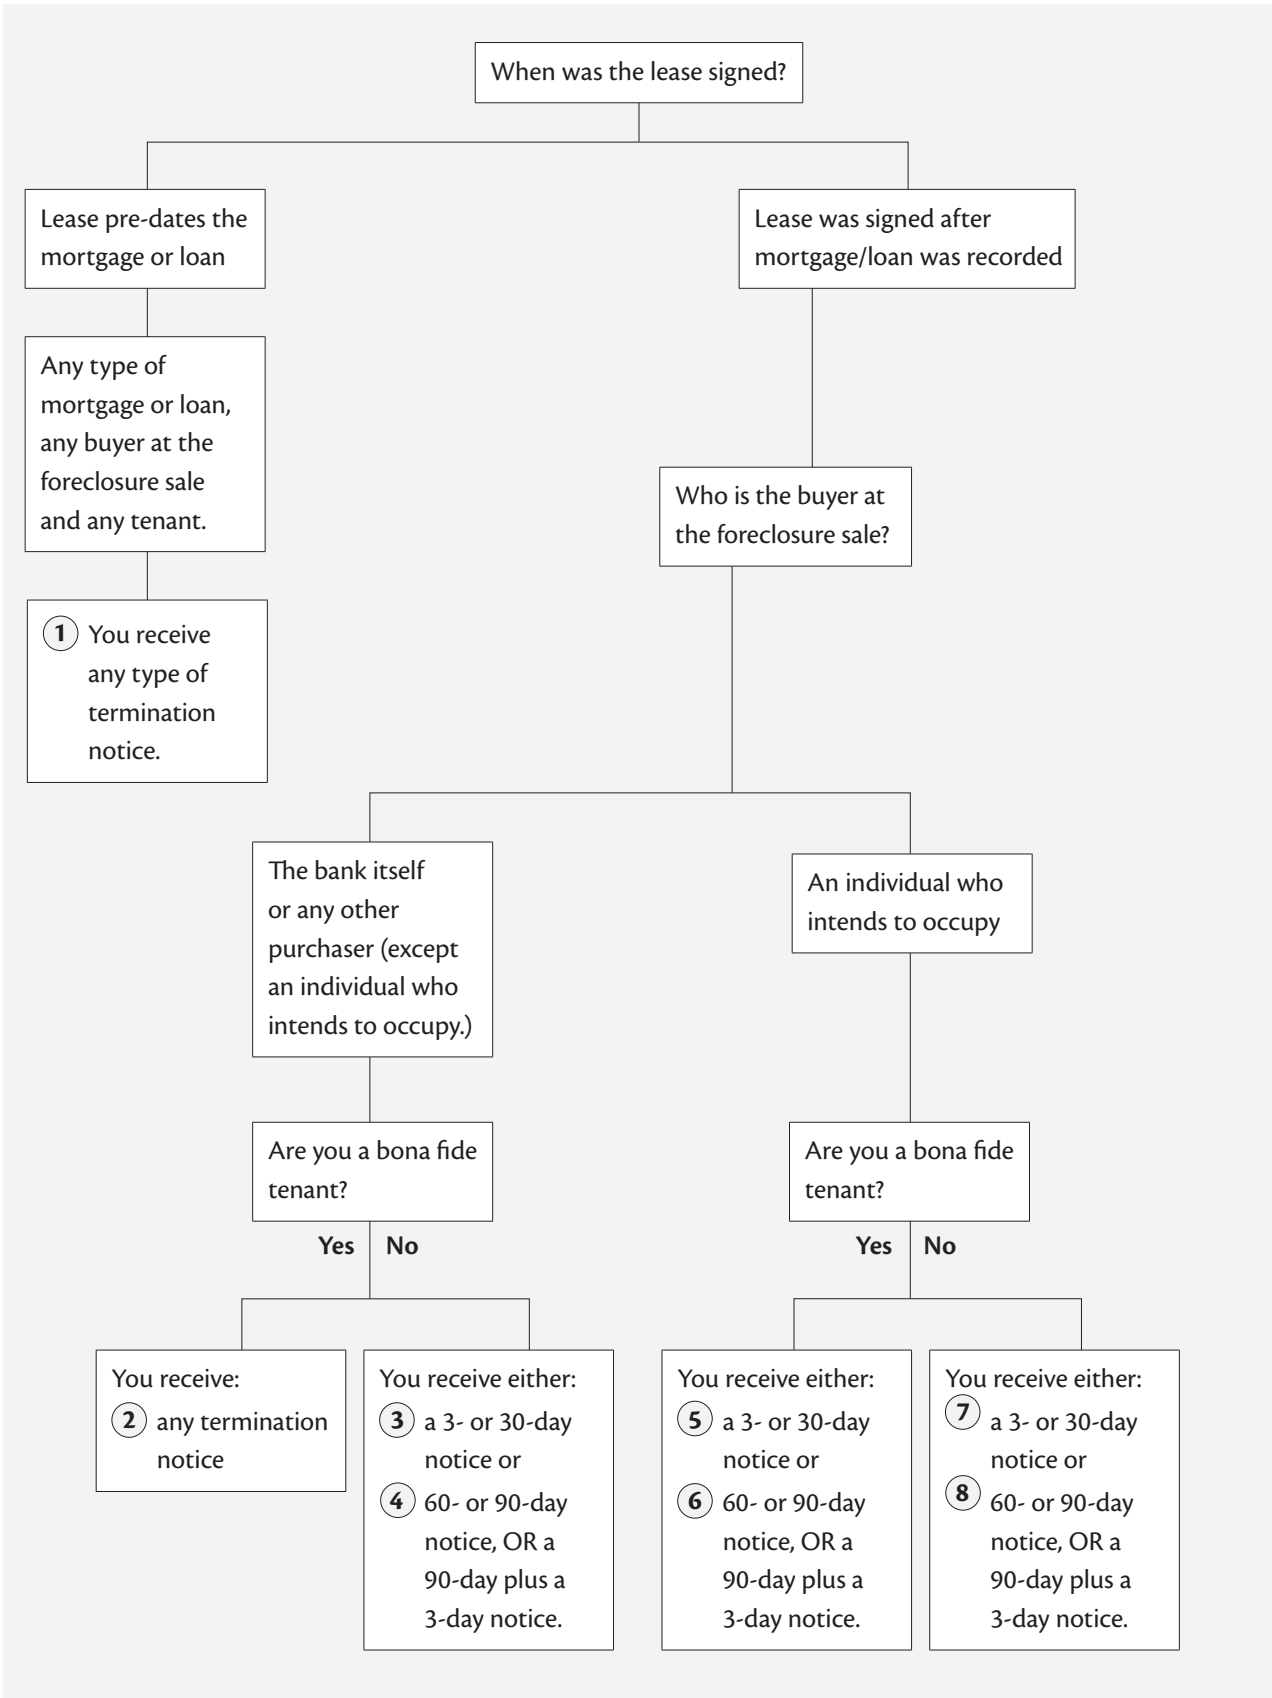 When was the lease signed?
Lease pre-dates the
mortgage or loan
Lease was signed after
mortgage/loan was recorded
Any type of
mortgage or loan,
any buyer at the
foreclosure sale
and any tenant.
Who is the buyer at
the foreclosure sale?
1 You receive
any type of
termination
notice.
The bank itself
or any other
purchaser (except
an individual who
intends to occupy.)
An individual who
intends to occupy
Are you a bona fide
tenant?
Yes No
Are you a bona fide
tenant?
Yes No
You receive:
2 any termination
notice
You receive either:
3 a 3- or 30-day
notice or
4 60- or 90-day
notice, OR a
90-day plus a
3-day notice.
You receive either:
5 a 3- or 30-day
notice or
6 60- or 90-day
notice, OR a
90-day plus a
3-day notice.
You receive either:
7 a 3- or 30-day
notice or
8 60- or 90-day
notice, OR a
90-day plus a
3-day notice.